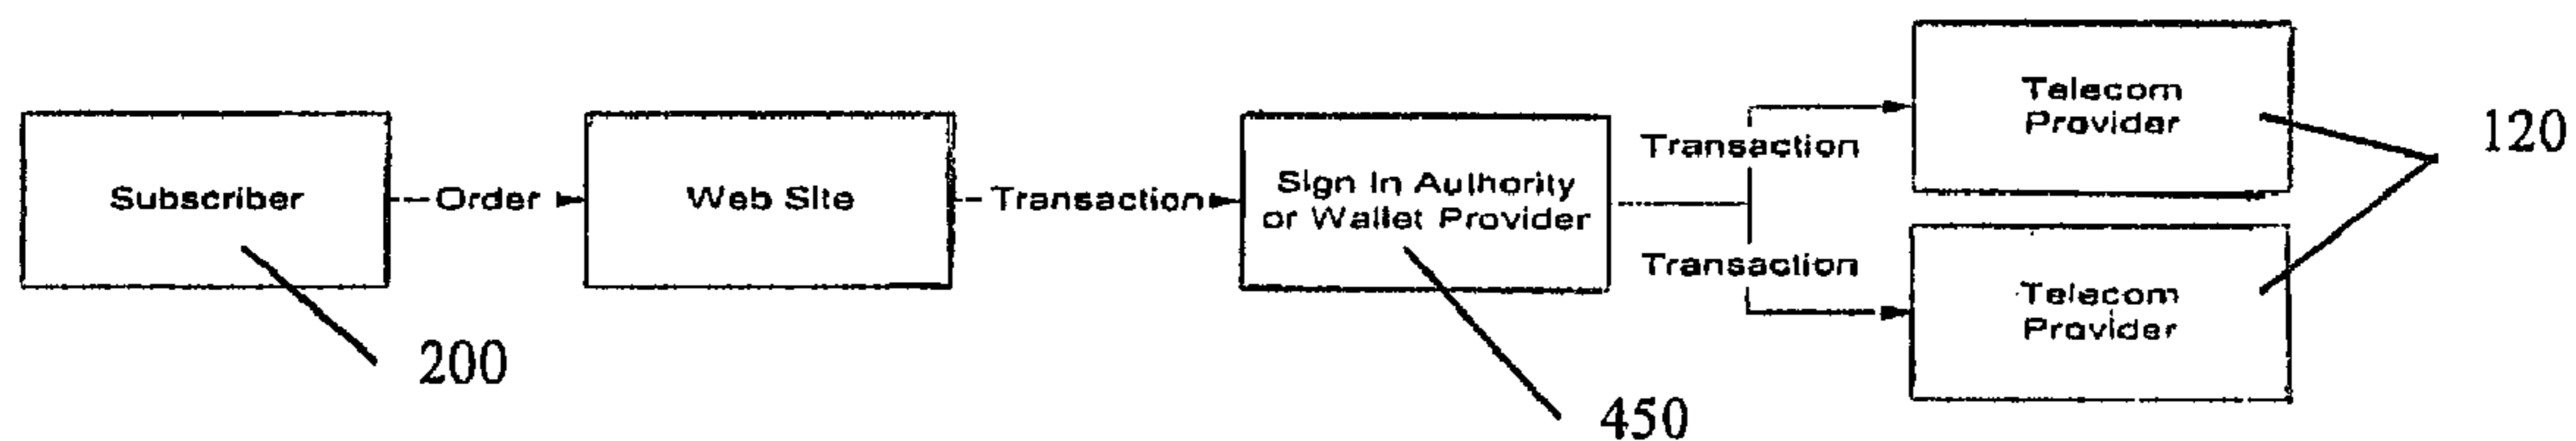 Subscriber
Order
Web Site
Transaction
Sign In Authority
or Wallet Provider
Transaction
Transaction
Telecom
Provider
Telecom
Provider
120
200
450